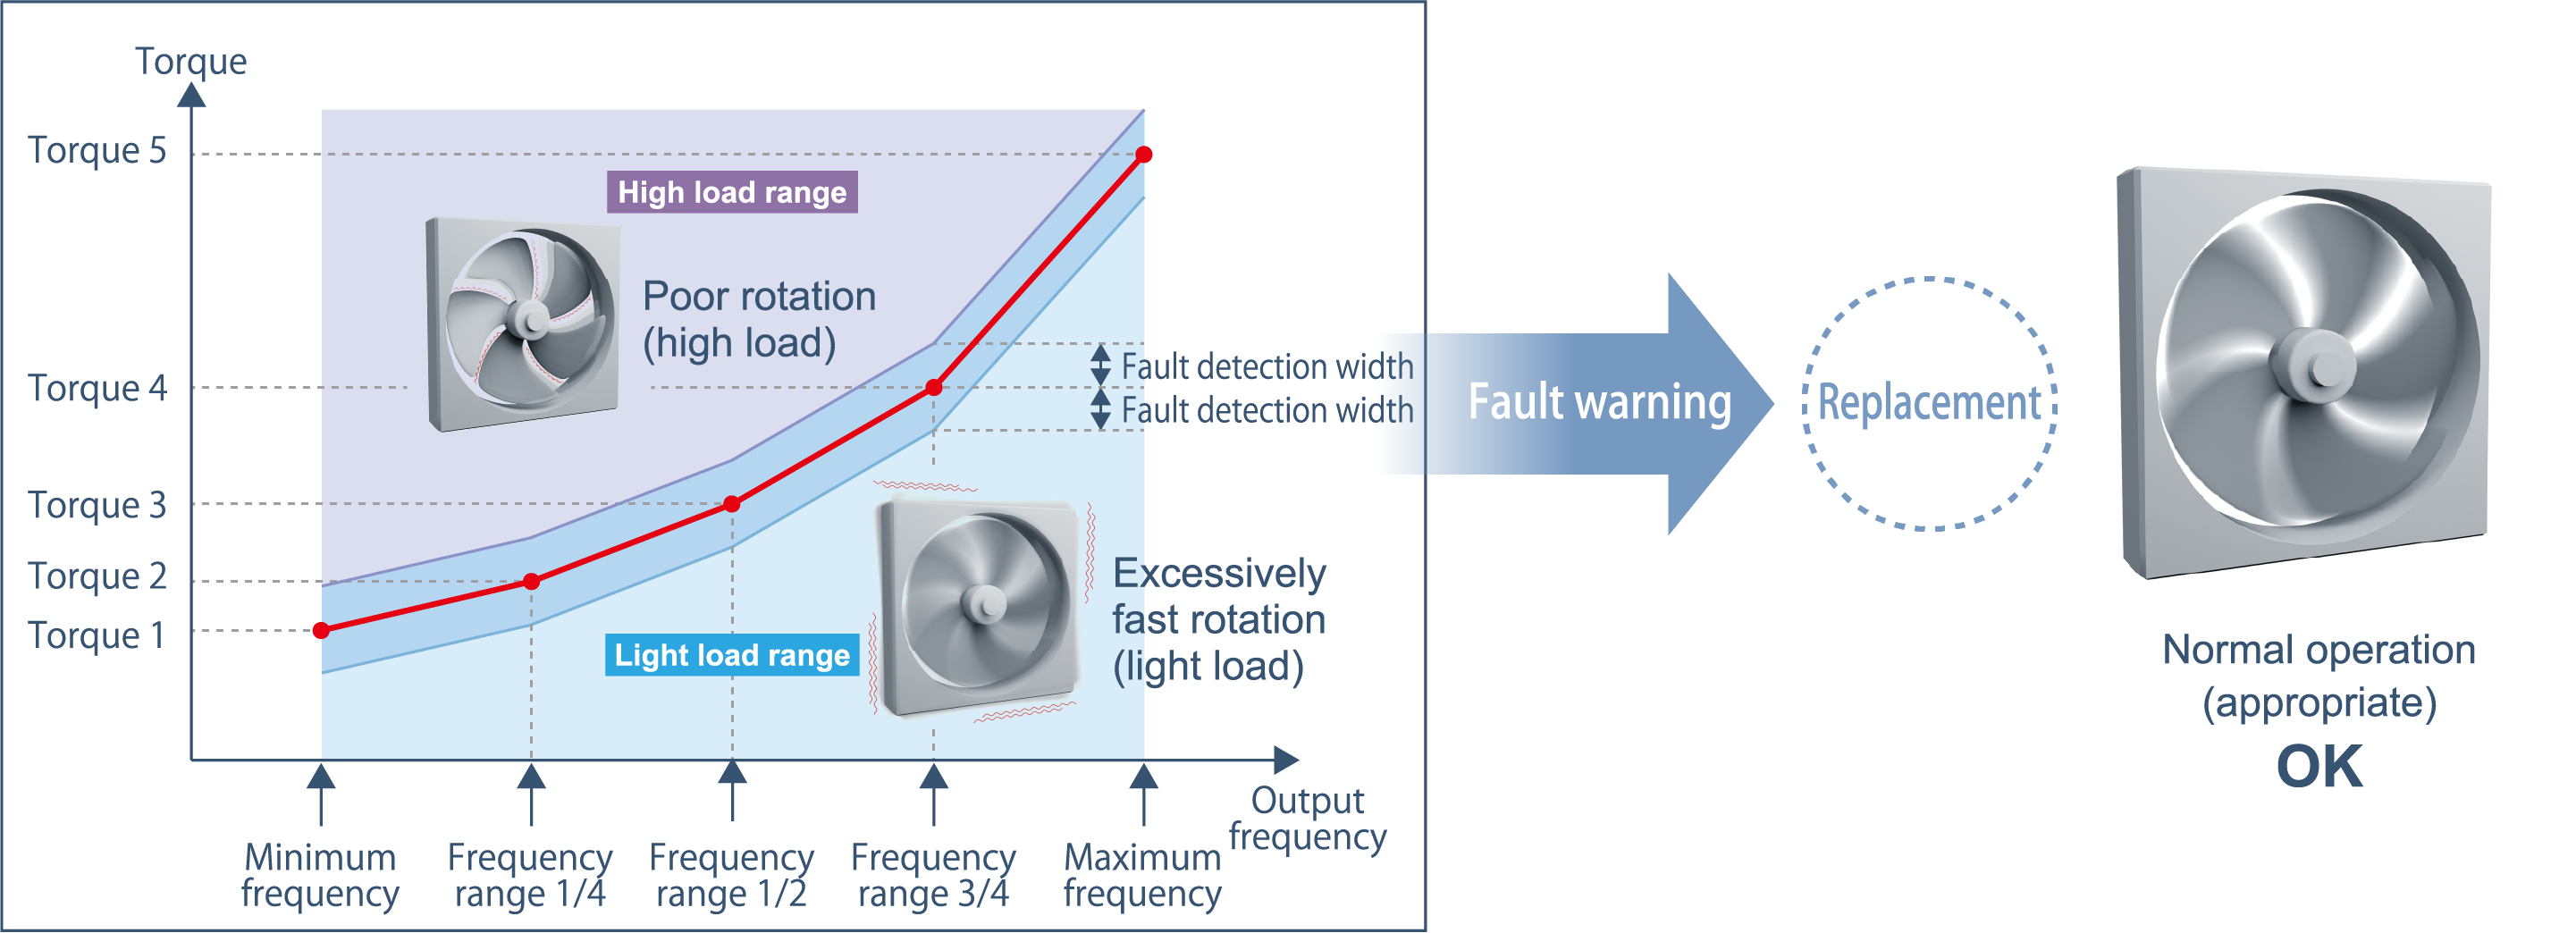 Torque
Torque 5
High load range
Poor rotation
(high load)
Torque 4
Fault detection width
Fault detection width
Torque 3
Torque 2
Torque 1
Light load range
Excessively
fast rotation
(light load)
Output
frequency
Minimum
frequency
Frequency
range 1/4
Frequency
range 1/2
Frequency
range 3/4
Maximum
frequency
Fault warning
Replacement
Normal operation
(appropriate)
OK